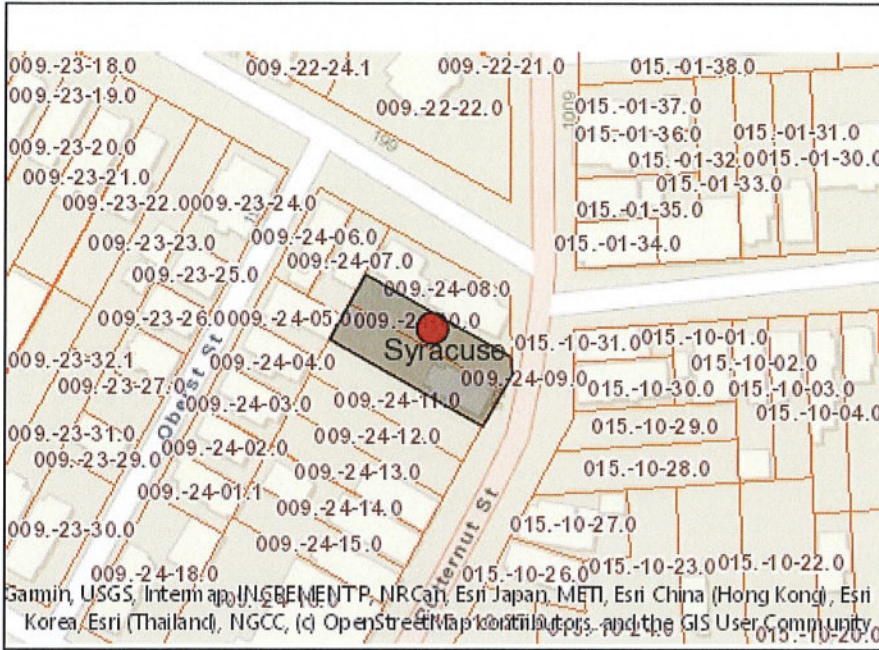 009.-23-18.0 009.-22-24.1 009.-22-21.0 015.-01-38.0
009.-23-19.0 009.-22-22.0 1009 015.-01-37.0
199 015.-01-36.0 015.-01-31.0
009.-23-20.0 015.-01-32.0 015.-01-30.0
009.-23-21.0 015.-01-33.0
009.-23-22.0 009.-23-24.0 015.-01-35.0
009.-23-23.0 009.-24-06.0 015.-01-34.0
009.-23-25.0 009.-24-07.0
009.-24-08.0
009.-23-26.0 009.-24-05.0
Syracuse 015.-10-31.0 015.-10-01.0
009.-23-32.1 009.-24-04.0 015.-10-02.0
009.-23-27.0 009.-24-09.0 015.-10-30.0 015.-10-03.0
Oberst St 009.-24-03.0 009.-24-11.0 015.-10-04.0
009.-23-31.0 009.-24-12.0 015.-10-29.0
009.-23-29.0 009.-24-02.0 009.-24-13.0 015.-10-28.0
009.-24-01.1 009.-24-14.0
009.-23-30.0 009.-24-15.0 015.-10-27.0
009.-24-18.0 015.-10-26.0 015.-10-23.0 015.-10-22.0
St
Garmin, USGS, Intermap, INCREMENT P, NRCan, Esri Japan, METI, Esri China (Hong Kong), Esri
Korea, Esri (Thailand), NGCC, (c) OpenStreetMap contributors, and the GIS User Community
015.-10-20.0